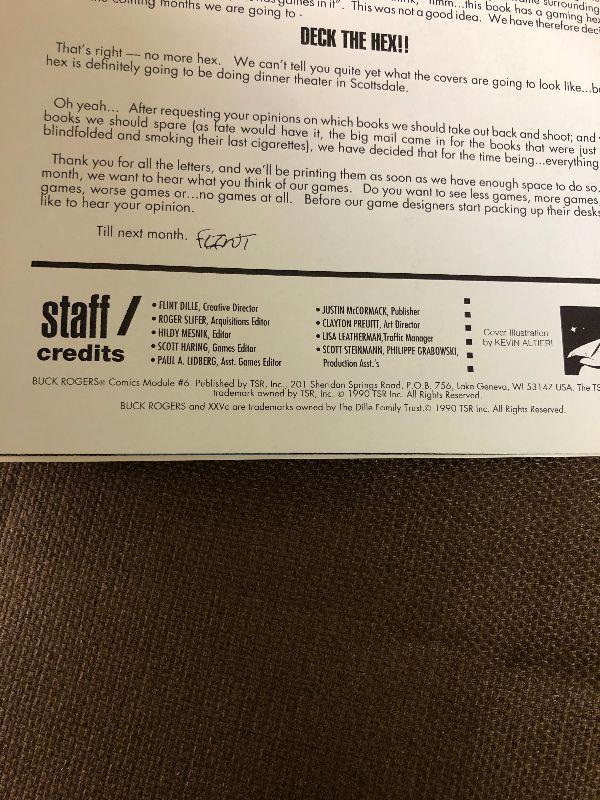 surrounding
games in it". This was not a good idea. We have therefore deci
coming months we are going to -
DECK THE HEX!!
That's right — no more hex. We can't tell you quite yet what the covers are going to look like...bu
hex is definitely going to be doing dinner theater in Scottsdale.
Oh yeah... After requesting your opinions on which books we should take out back and shoot; and
books we should spare (as fate would have it, the big mail came in for the books that were just
blindfolded and smoking their last cigarettes), we have decided that for the time being...everything
Thank you for all the letters, and we'll be printing them as soon as we have enough space to do so.
month, we want to hear what you think of our games. Do you want to see less games, more games,
games, worse games or...no games at all. Before our game designers start packing up their desks
like to hear your opinion.
Till next month. FLINT
staff /
credits
• FLINT DILLE, Creative Director
• ROGER SLIFER, Acquisitions Editor
• HILDY MESNIK, Editor
• SCOTT HARING, Games Editor
• PAUL A. LIDBERG, Asst. Games Editor
• JUSTIN McCORMACK, Publisher
• CLAYTON PREUITT, Art Director
• LISA LEATHERMAN,Traffic Manager
• SCOTT STEINMANN, PHILIPPE GRABOWSKI,
Production Asst.'s
Cover Illustration
by KEVIN ALTIERI
BUCK ROGERS® Comics Module #6. Published by TSR, Inc., 201 Sheridan Springs Road, P.O.B. 756, Lake Geneva, WI 53147 USA. The TS
trademark owned by TSR, Inc. © 1990 TSR Inc. All Rights Reserved.
BUCK ROGERS and XXVc are trademarks owned by The Dille Family Trust.© 1990 TSR Inc. All Rights Reserved.